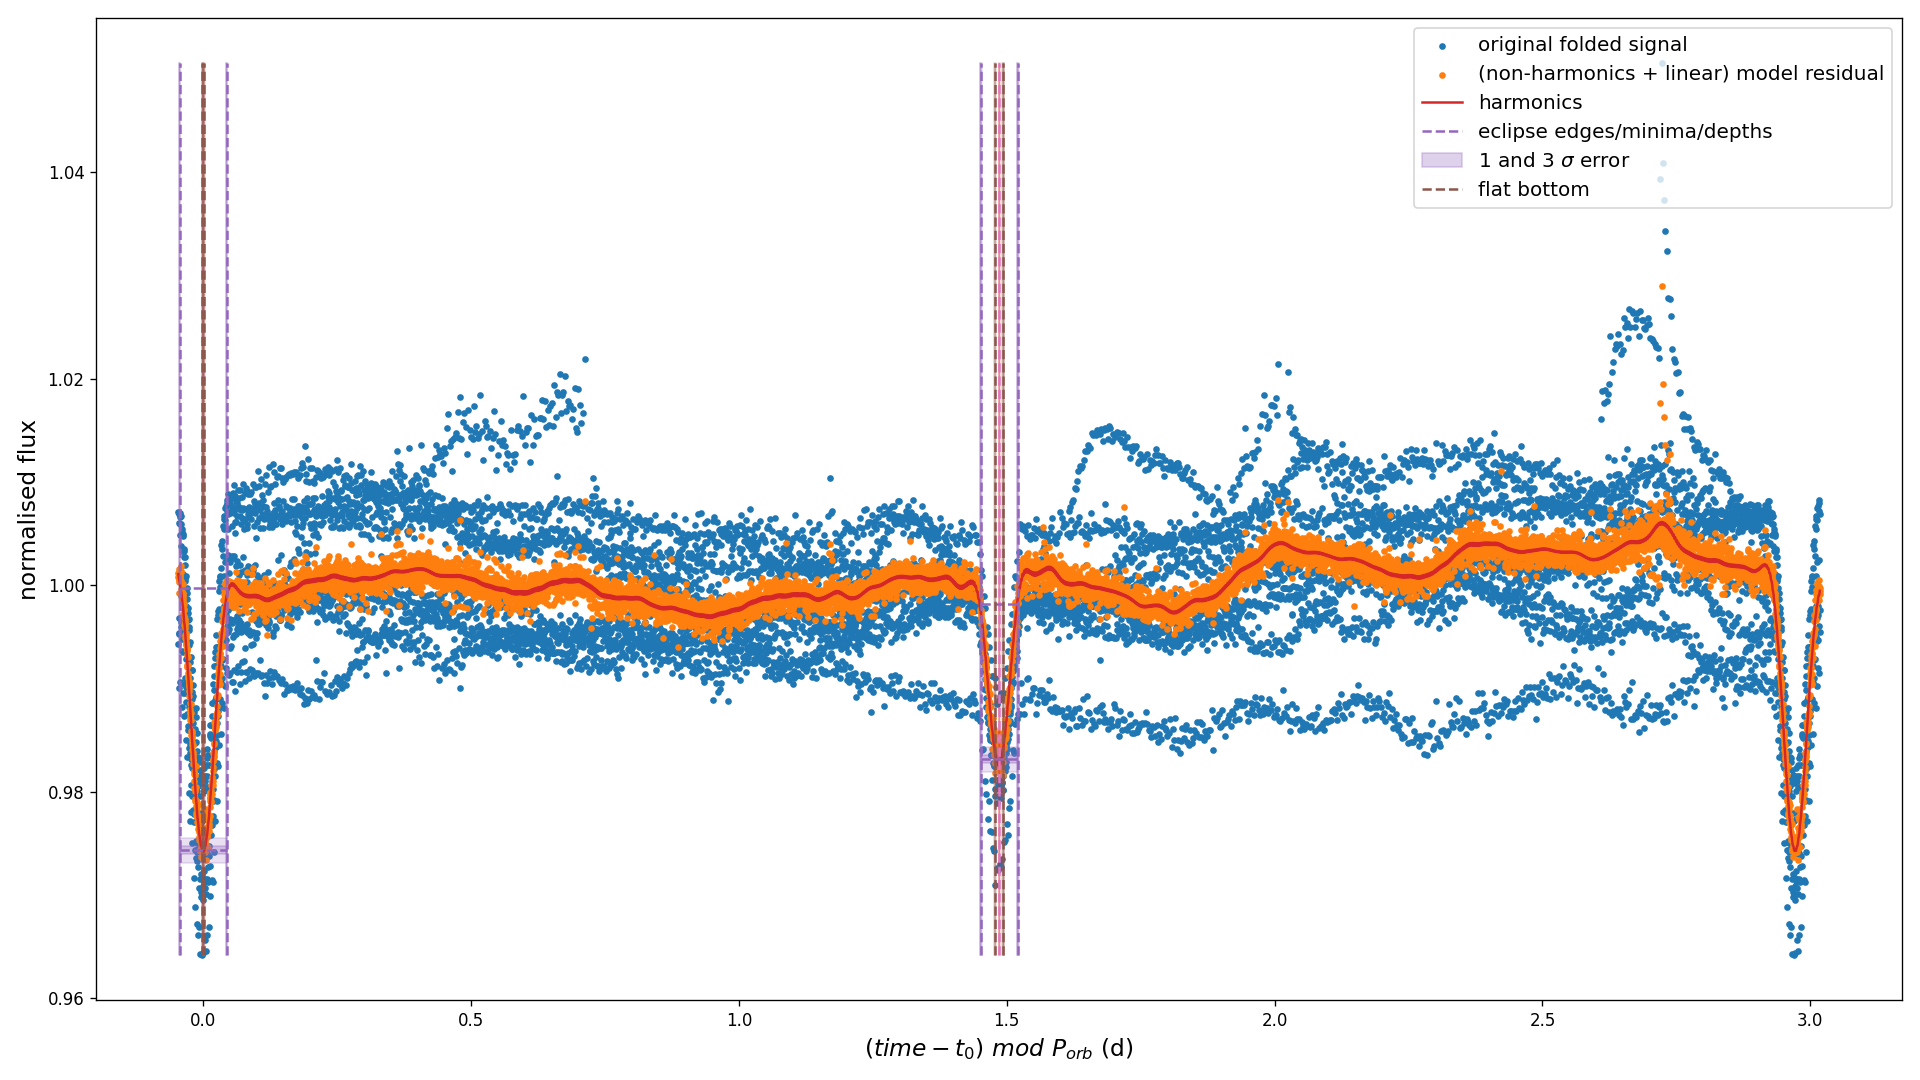 original folded signal
(non-harmonics + linear) model residual
harmonics
eclipse edges/minima/depths
1 and 3 σ error
flat bottom
normalised flux
1.04
1.02
1.00
0.98
0.96
0.0 0.5 1.0 1.5 2.0 2.5 3.0
(time − t₀) mod P_orb (d)